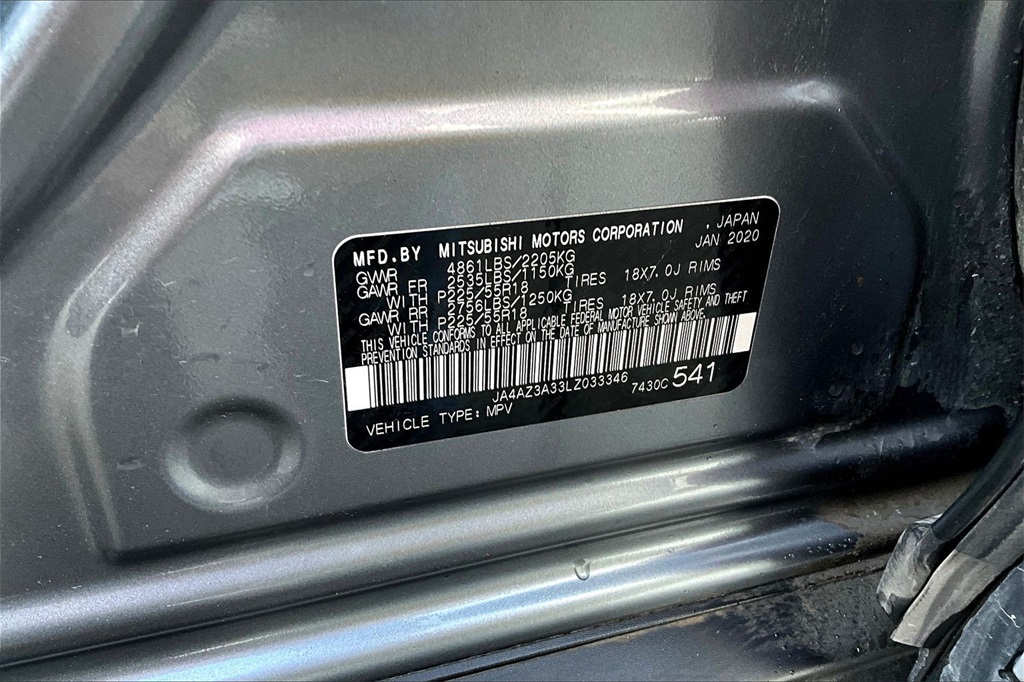 MFD.BY MITSUBISHI MOTORS CORPORATION , JAPAN
JAN 2020
GVWR 4861LBS/2205KG
GAWR FR 2535LBS/1150KG
WITH P225/55R18 TIRES 18X7.0J RIMS
GAWR RR 2756LBS/1250KG
WITH P225/55R18 TIRES 18X7.0J RIMS
THIS VEHICLE CONFORMS TO ALL APPLICABLE FEDERAL MOTOR VEHICLE SAFETY AND THEFT
PREVENTION STANDARDS IN EFFECT ON THE DATE OF MANUFACTURE SHOWN ABOVE.
JA4AZ3A33LZ033346 7430C 541
VEHICLE TYPE: MPV